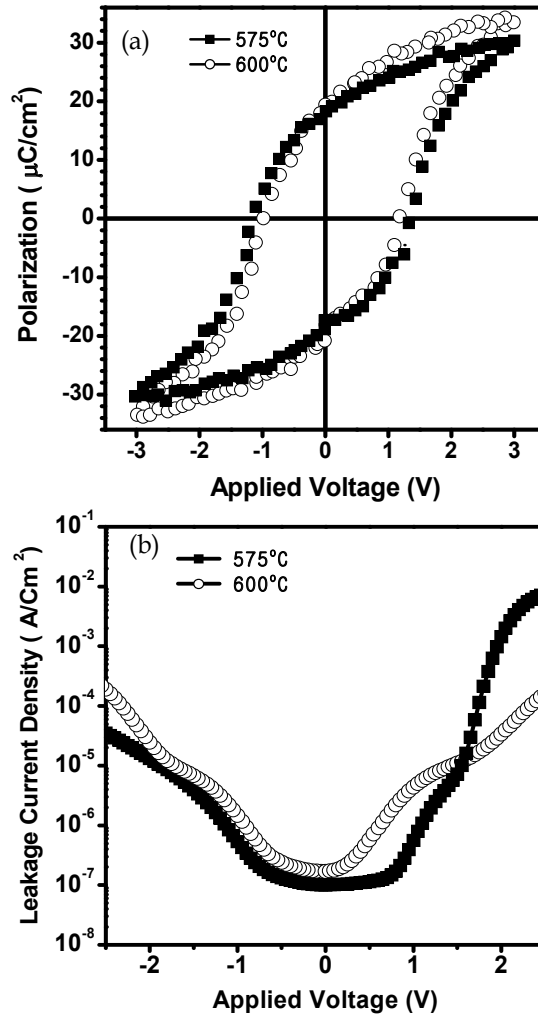 (a)
575°C
600°C
30
20
10
0
-10
-20
-30
Polarization ( μC/cm²)
-3 -2 -1 0 1 2 3
Applied Voltage (V)
(b)
575°C
600°C
10⁻¹
10⁻²
10⁻³
10⁻⁴
10⁻⁵
10⁻⁶
10⁻⁷
10⁻⁸
Leakage Current Density ( A/Cm²)
-2 -1 0 1 2
Applied Voltage (V)